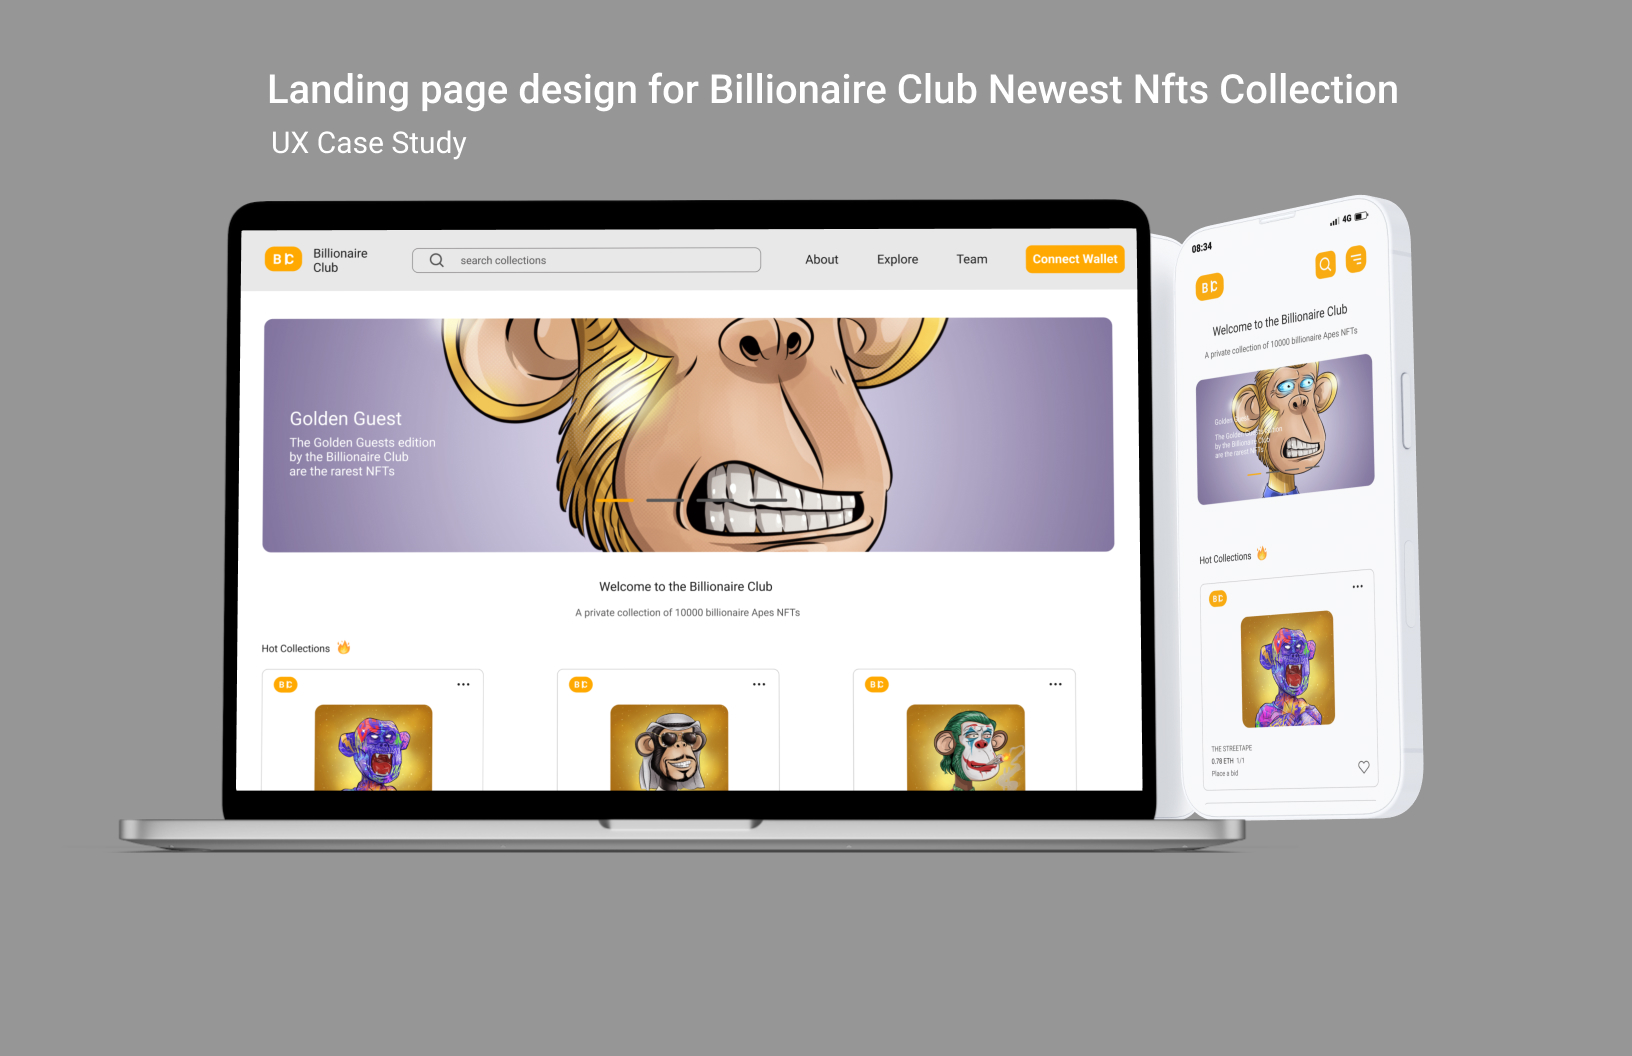 Landing page design for Billionaire Club Newest Nfts Collection
UX Case Study
BC
Billionaire
Club
search collections
About
Explore
Team
Connect Wallet
Golden Guest
The Golden Guests edition
by the Billionaire Club
are the rarest NFTs
Welcome to the Billionaire Club
A private collection of 10000 billionaire Apes NFTs
Hot Collections
BC
BC
BC
08:34
4G
BC
Welcome to the Billionaire Club
A private collection of 10000 billionaire Apes NFTs
Golden
The Golden Guests edition
by the Billionaire Club
are the rarest NFTs
Hot Collections
BC
THE STREETAPE
0.78 ETH 1/1
Place a bid